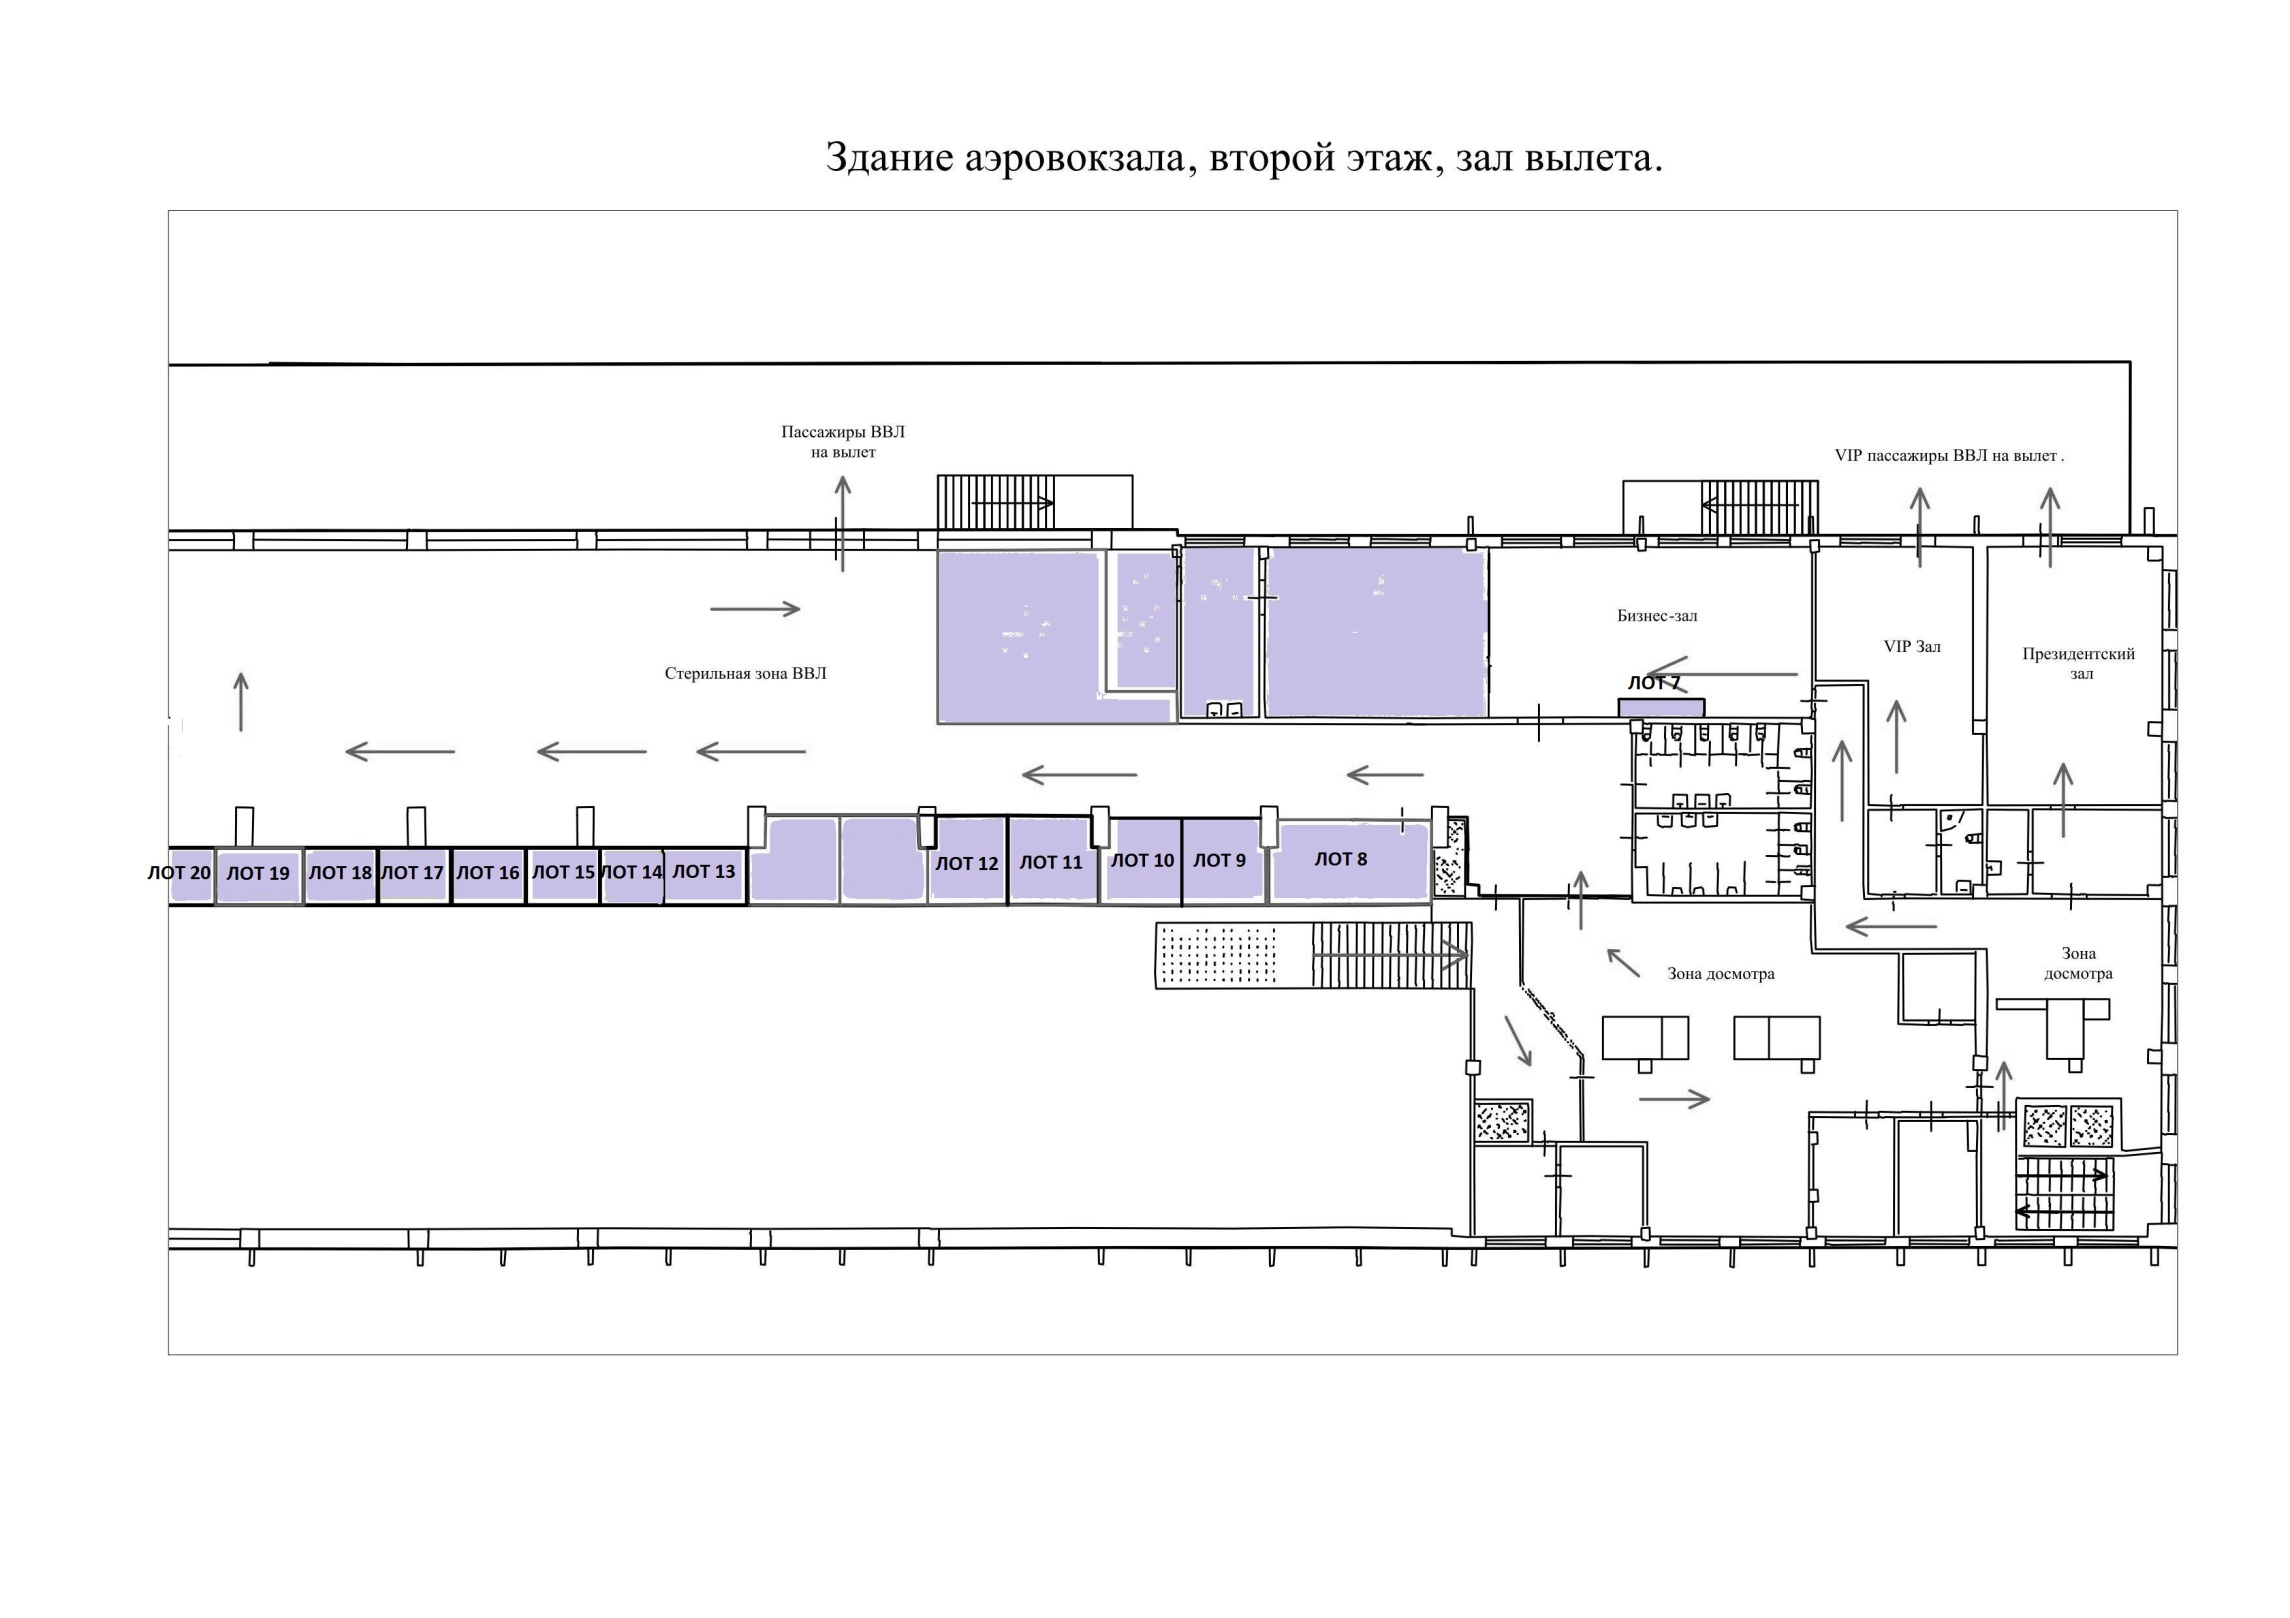 Здание аэровокзала, второй этаж, зал вылета.
Пассажиры ВВЛ
на вылет
VIP пассажиры ВВЛ на вылет .
Бизнес-зал
VIP Зал
Президентский
зал
Стерильная зона ВВЛ
ЛОТ 7
ЛОТ 20
ЛОТ 19
ЛОТ 18
ЛОТ 17
ЛОТ 16
ЛОТ 15
ЛОТ 14
ЛОТ 13
ЛОТ 12
ЛОТ 11
ЛОТ 10
ЛОТ 9
ЛОТ 8
Зона досмотра
Зона
досмотра